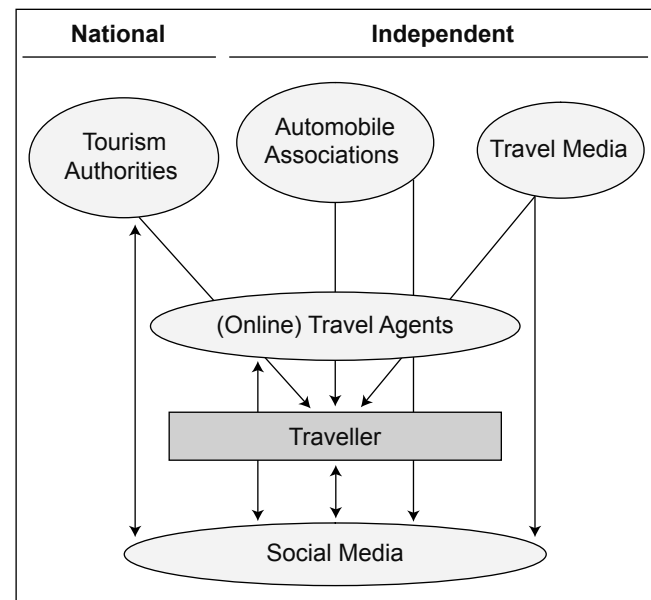 National
Independent
Tourism
Authorities
Automobile
Associations
Travel Media
(Online) Travel Agents
Traveller
Social Media